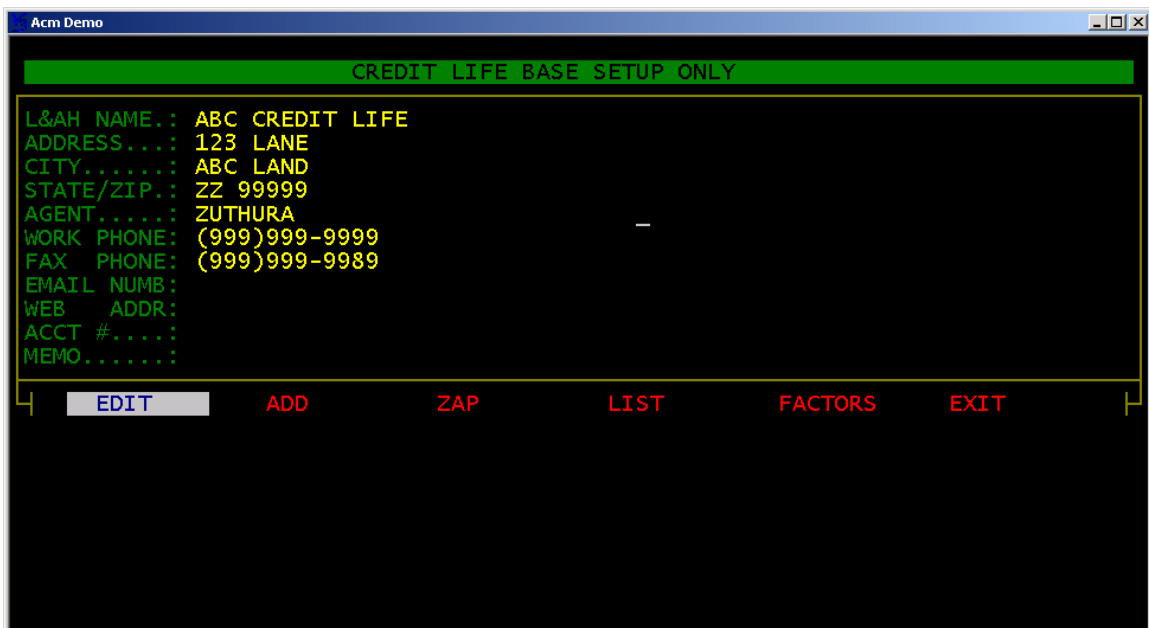 Acm Demo
CREDIT LIFE BASE SETUP ONLY
L&AH NAME.: ABC CREDIT LIFE
ADDRESS...: 123 LANE
CITY......: ABC LAND
STATE/ZIP.: ZZ 99999
AGENT.....: ZUTHURA
WORK PHONE: (999)999-9999
FAX PHONE: (999)999-9989
EMAIL NUMB:
WEB ADDR:
ACCT #....:
MEMO......:
EDIT ADD ZAP LIST FACTORS EXIT